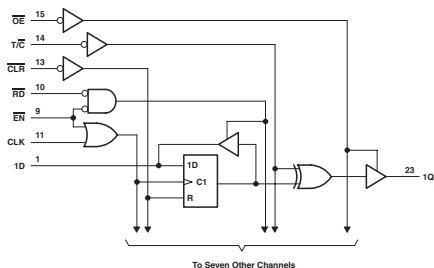 OE 15
T/C 14
CLR 13
RD 10
EN 9
CLK 11
1D 1
1D
C1
R
23 1Q
To Seven Other Channels